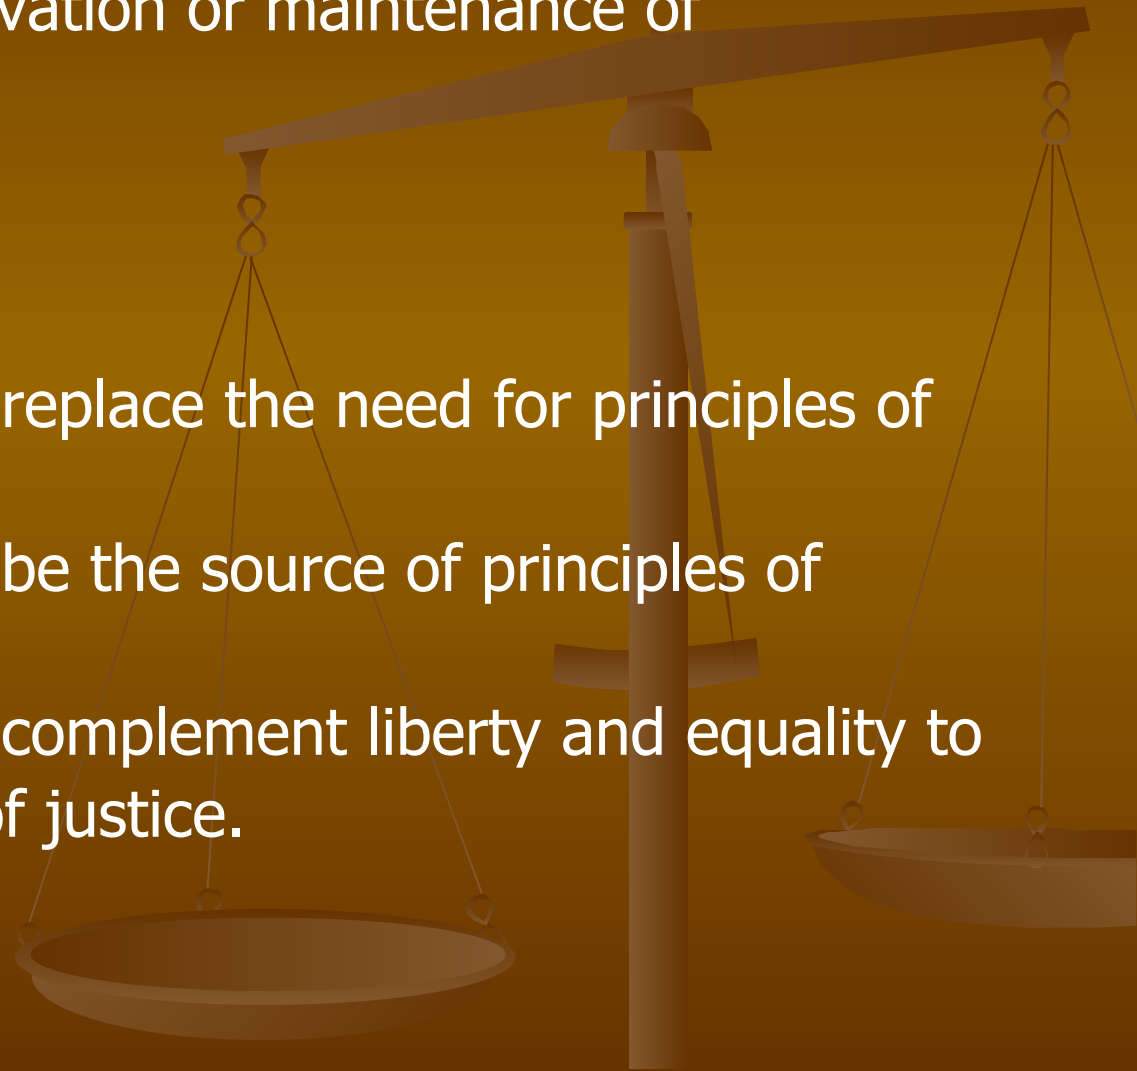 or maintenance of
replace the need for principles of
be the source of principles of
complement liberty and equality to
of justice.